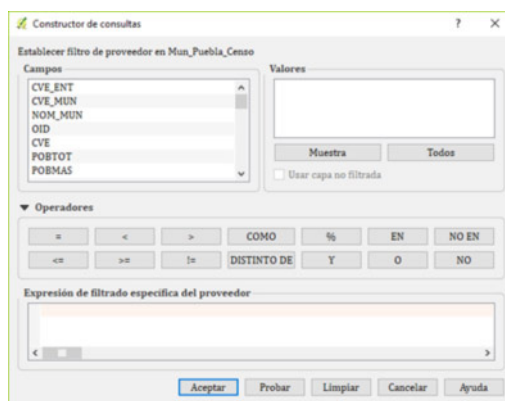 Constructor de consultas ? ×
Establecer filtro de proveedor en Mun_Puebla_Censo
Campos
CVE_ENT
CVE_MUN
NOM_MUN
OID
CVE
POBTOT
POBMAS
Valores
Muestra Todos
Usar capa no filtrada
Operadores
= < > COMO % EN NO EN
<= >= != DISTINTO DE Y O NO
Expresión de filtrado específica del proveedor
Aceptar Probar Limpiar Cancelar Ayuda